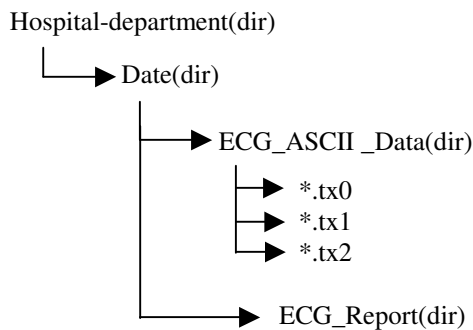 Hospital-department(dir)
Date(dir)
ECG_ASCII _Data(dir)
*.tx0
*.tx1
*.tx2
ECG_Report(dir)